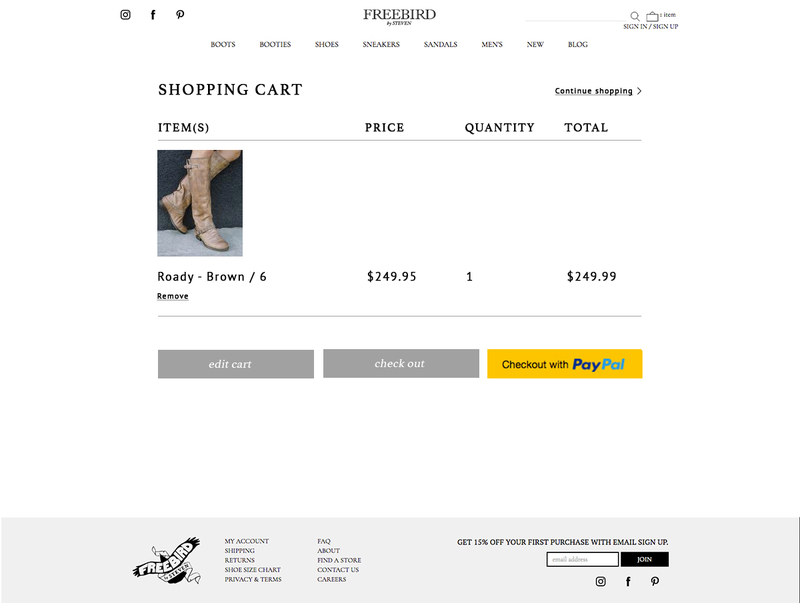 FREEBIRD
by STEVEN
1 item
SIGN IN / SIGN UP
BOOTS BOOTIES SHOES SNEAKERS SANDALS MEN'S NEW BLOG
SHOPPING CART
Continue shopping >
ITEM(S) PRICE QUANTITY TOTAL
Roady - Brown / 6 $249.95 1 $249.99
Remove
edit cart check out Checkout with PayPal
FREEBIRD
by STEVEN
MY ACCOUNT
SHIPPING
RETURNS
SHOE SIZE CHART
PRIVACY & TERMS
FAQ
ABOUT
FIND A STORE
CONTACT US
CAREERS
GET 15% OFF YOUR FIRST PURCHASE WITH EMAIL SIGN UP.
email address JOIN